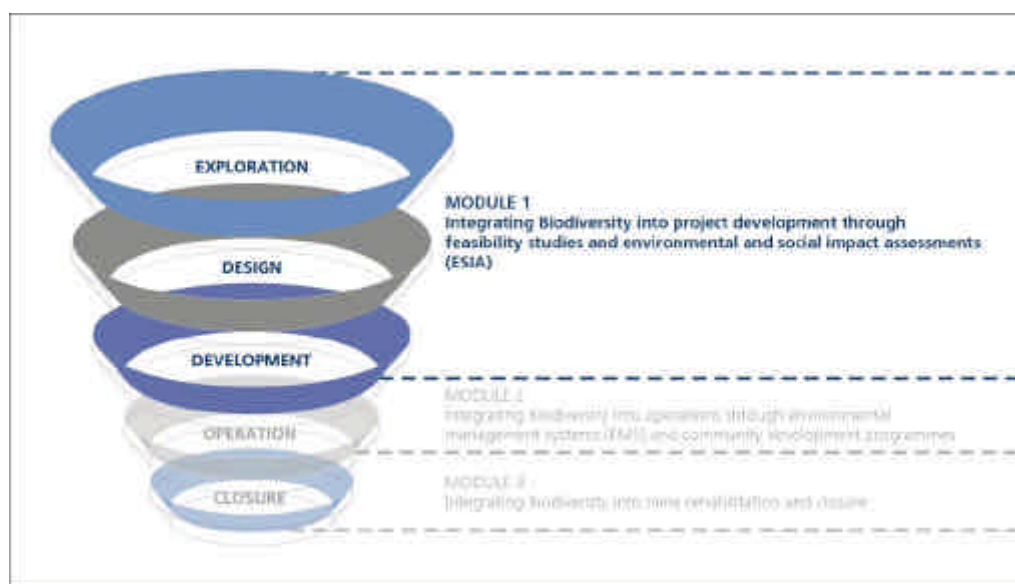 EXPLORATION
MODULE 1
Integrating Biodiversity into project development through
feasibility studies and environmental and social impact assessments
(ESIA)
DESIGN
DEVELOPMENT
MODULE 2
Integrating Biodiversity into operations through environmental
management systems (EMS) and community development programmes
OPERATION
MODULE 3
Integrating Biodiversity into mine rehabilitation and closure
CLOSURE